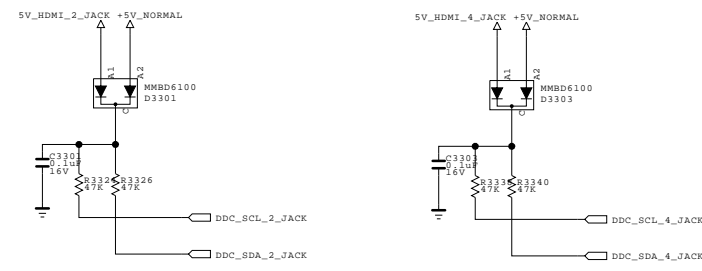 5V_HDMI_2_JACK +5V_NORMAL
A1
A2
MMBD6100
D3301
C
C3301
0.1uF
16V
47K
R3326
47K
DDC_SCL_2_JACK
DDC_SDA_2_JACK
5V_HDMI_4_JACK +5V_NORMAL
A1
A2
MMBD6100
D3303
C
C3303
0.1uF
16V
47K
R3340
47K
DDC_SCL_4_JACK
DDC_SDA_4_JACK